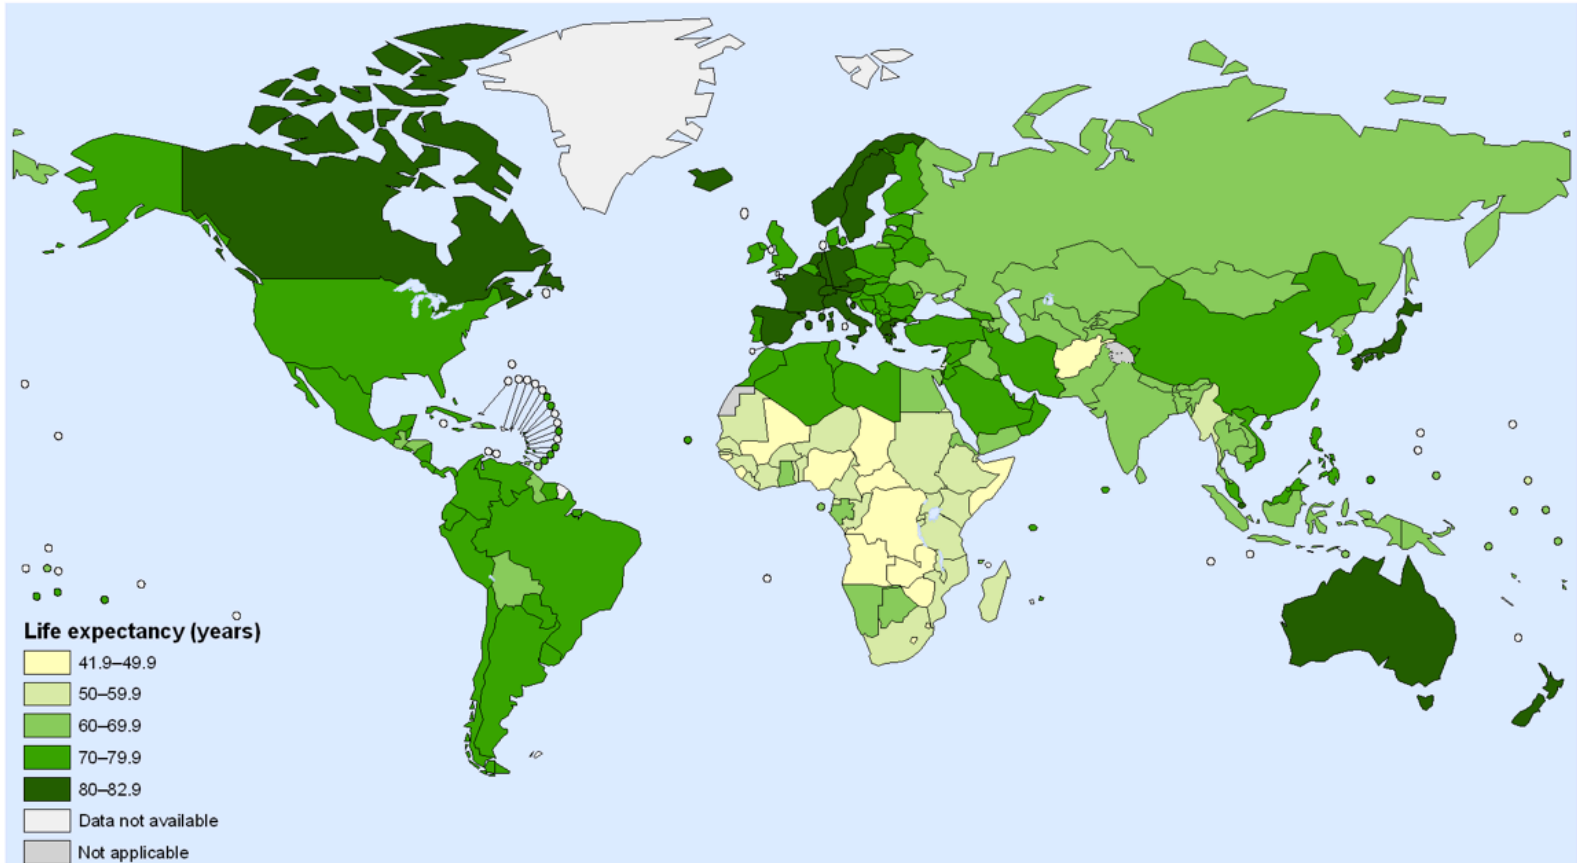 Life expectancy (years)
41.9–49.9
50–59.9
60–69.9
70–79.9
80–82.9
Data not available
Not applicable